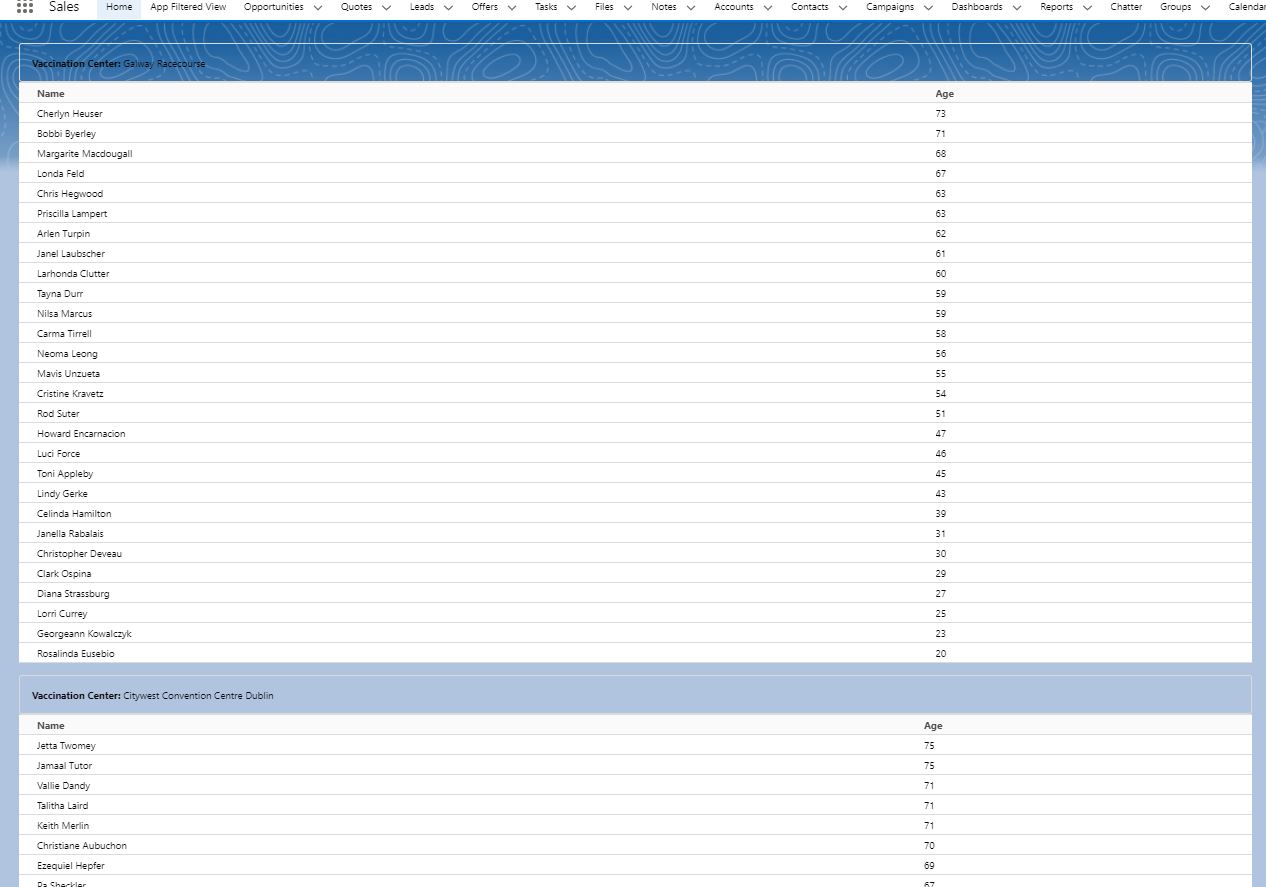 Sales Home App Filtered View Opportunities Quotes Leads Offers Tasks Files Notes Accounts Contacts Campaigns Dashboards Reports Chatter Groups Calendar
Vaccination Center: Galway Racecourse
Name Age
Cherlyn Heuser 73
Bobbi Byerley 71
Margarite Macdougall 68
Londa Feld 67
Chris Hegwood 63
Priscilla Lampert 63
Arlen Turpin 62
Janel Laubscher 61
Larhonda Clutter 60
Tayna Durr 59
Nilsa Marcus 59
Carma Tirrell 58
Neoma Leong 56
Mavis Unzueta 55
Cristine Kravetz 54
Rod Suter 51
Howard Encarnacion 47
Luci Force 46
Toni Appleby 45
Lindy Gerke 43
Celinda Hamilton 39
Janella Rabalais 31
Christopher Deveau 30
Clark Ospina 29
Diana Strassburg 27
Lorri Currey 25
Georgeann Kowalczyk 23
Rosalinda Eusebio 20
Vaccination Center: Citywest Convention Centre Dublin
Name Age
Jetta Twomey 75
Jamaal Tutor 75
Vallie Dandy 71
Talitha Laird 71
Keith Merlin 71
Christiane Aubuchon 70
Ezequiel Hepfer 69
Pa Sheckler 67